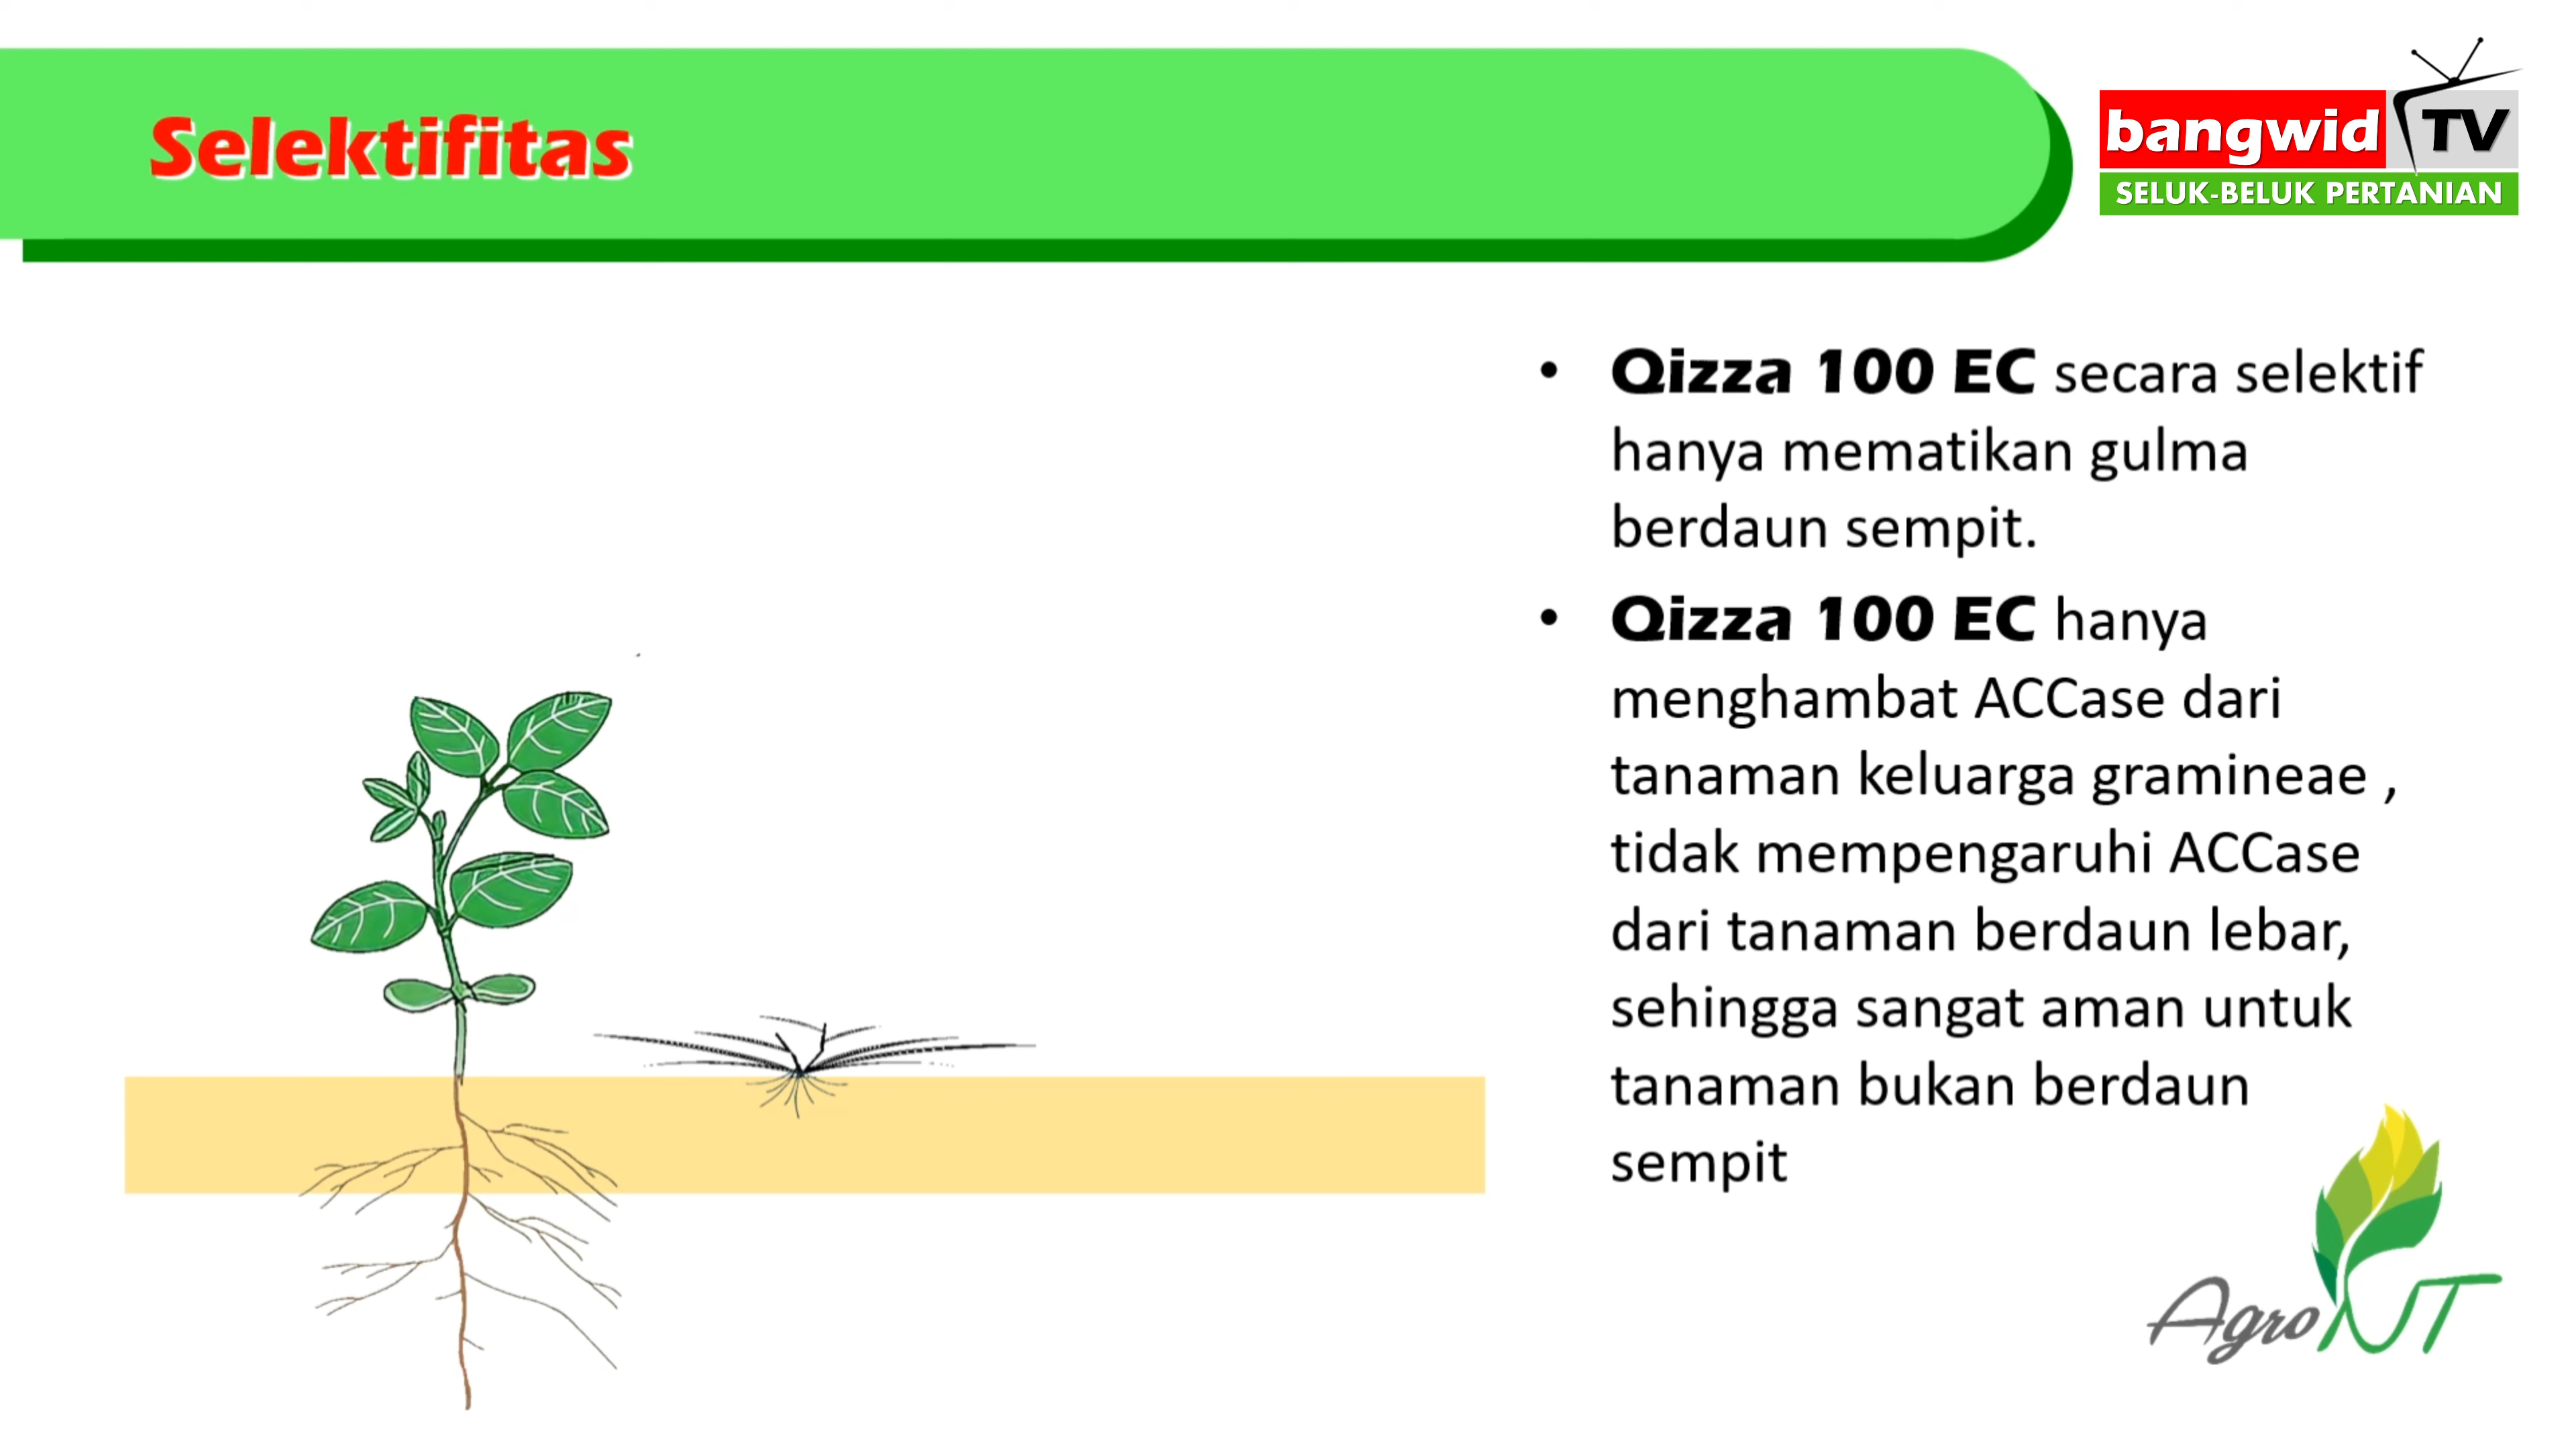 Selektifitas
bangwid TV
SELUK-BELUK PERTANIAN
• Qizza 100 EC secara selektif
hanya mematikan gulma
berdaun sempit.
• Qizza 100 EC hanya
menghambat ACCase dari
tanaman keluarga gramineae ,
tidak mempengaruhi ACCase
dari tanaman berdaun lebar,
sehingga sangat aman untuk
tanaman bukan berdaun
sempit
Agro